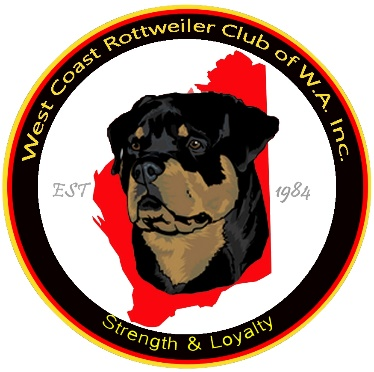 West Coast Rottweiler Club of W.A. Inc.
EST 1984
Strength & Loyalty